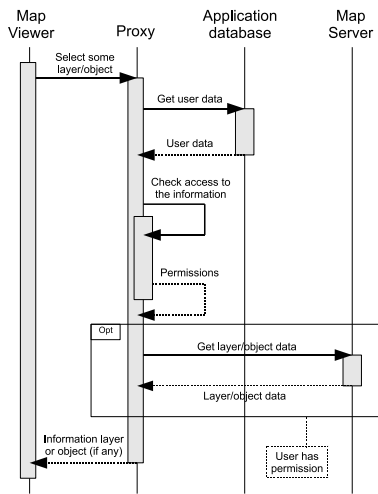 Map
Viewer
Proxy
Application
database
Map
Server
Select some
layer/object
Get user data
User data
Check access to
the information
Permissions
Opt
Get layer/object data
Layer/object data
Information layer
or object (if any)
User has
permission